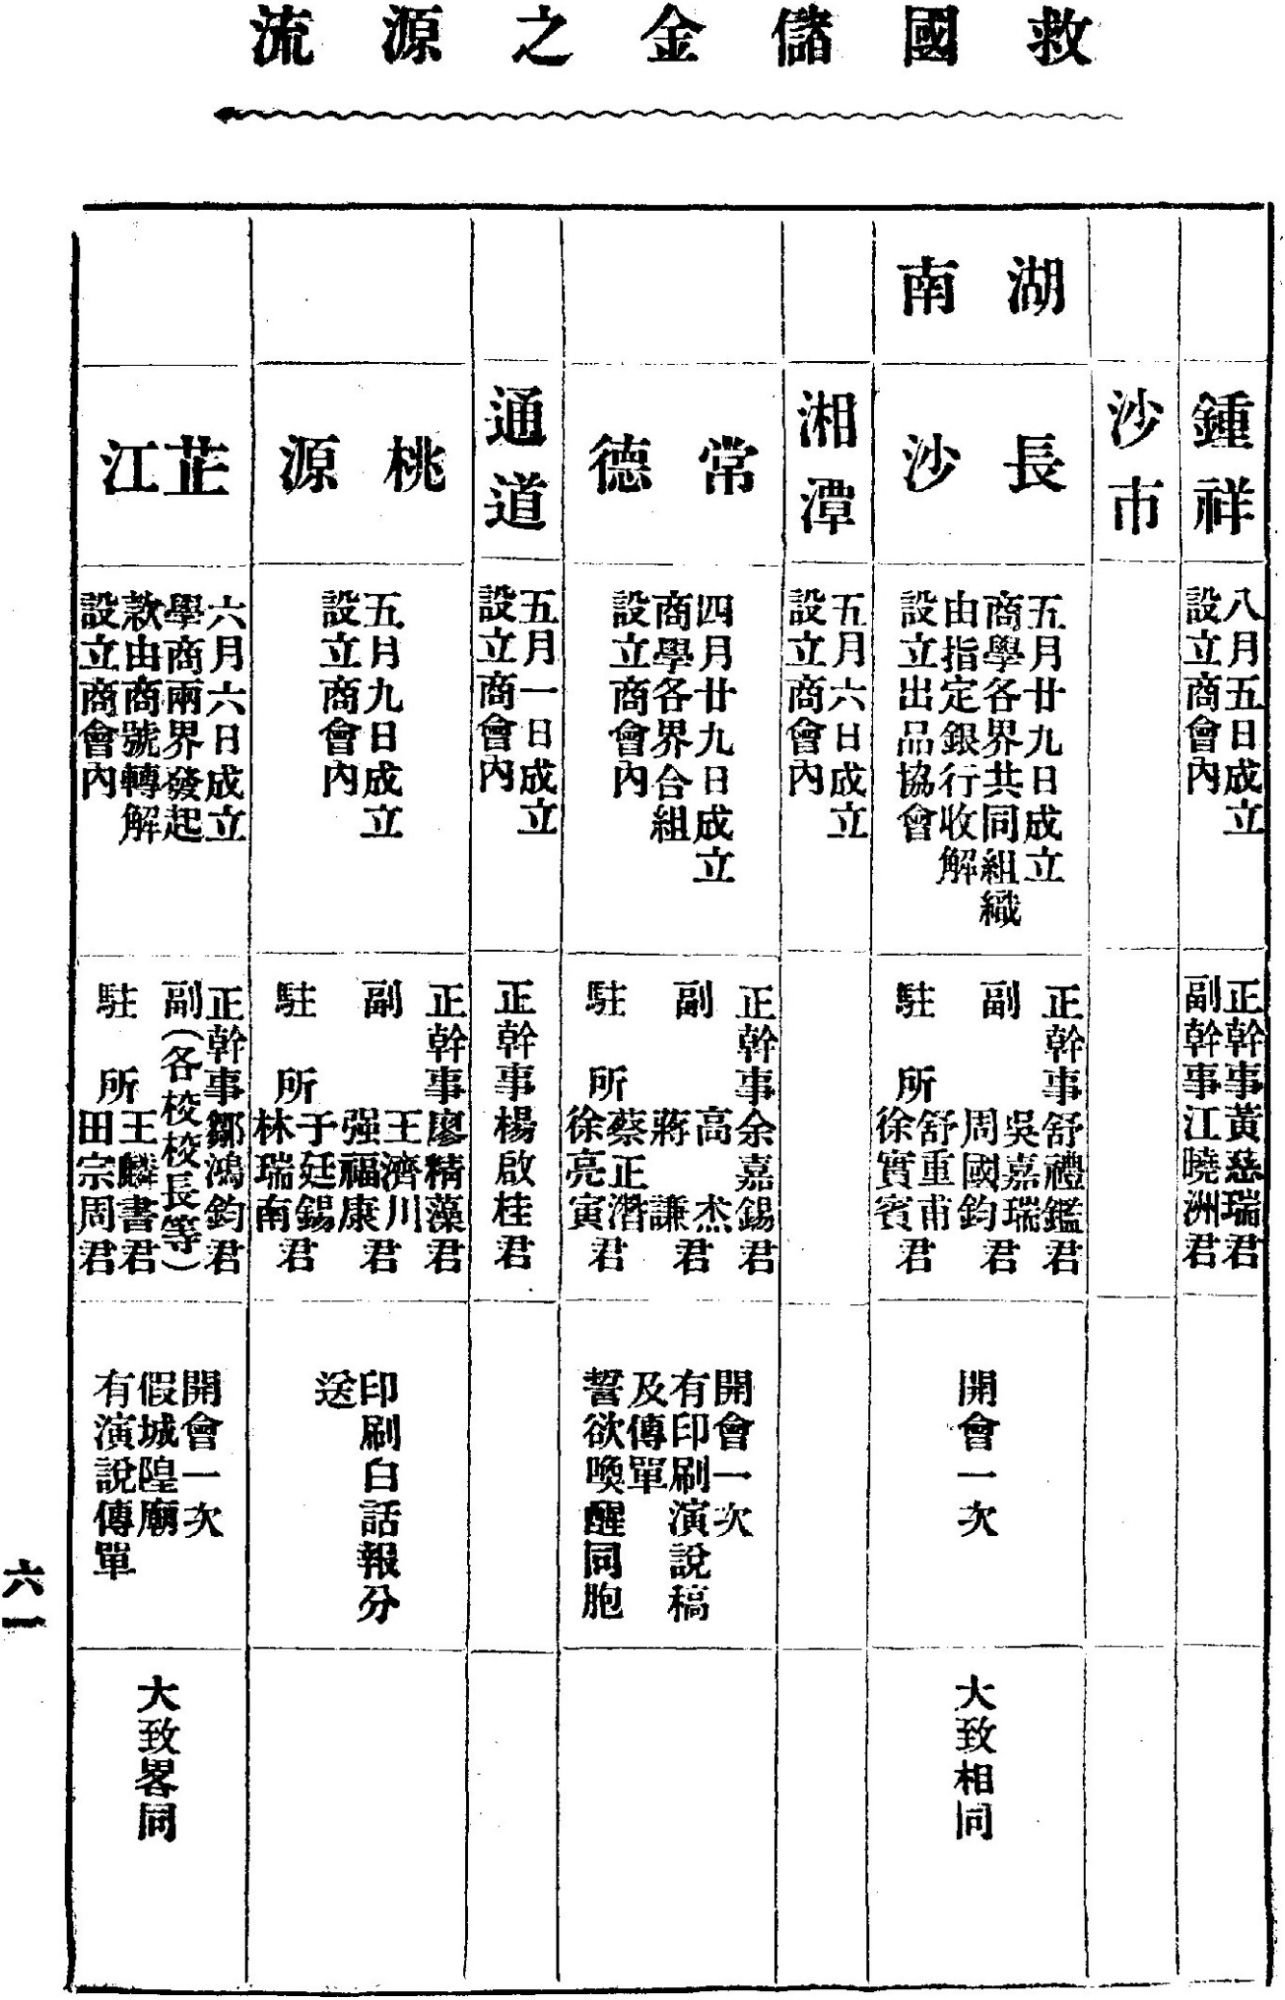 救國儲金之源流
鍾祥
八月五日成立
設立商會內
正幹事黃慈瑞君
副幹事江曉洲君
沙市
湖南
長沙
五月廿九日成立
商學各界共同組織
由指定銀行收解
設立出品協會
正幹事舒禮鑑君
副 吳嘉瑞
周國鈞君
駐所 舒重甫
徐實賓君
開會一次
大致相同
湘潭
五月六日成立
設立商會內
常德
四月廿九日成立
商學各界合組
設立商會內
正幹事余嘉錫君
副 高杰
蔣謙君
駐所 蔡正潛
徐亮寅君
開會一次
有印刷演說稿
及傳單
誓欲喚醒同胞
通道
五月一日成立
設立商會內
正幹事楊啟桂君
桃源
五月九日成立
設立商會內
正幹事廖精藻君
副 王濟川
强福康君
駐所 于廷錫
林瑞南君
印刷白話報分
送
芷江
六月六日成立
學商兩界發起
款由商號轉解
設立商會內
正幹事鄒鴻鈞君
副(各校校長等)
駐所 王麟書君
田宗周君
開會一次
假城隍廟
有演說傳單
大致畧同
六一